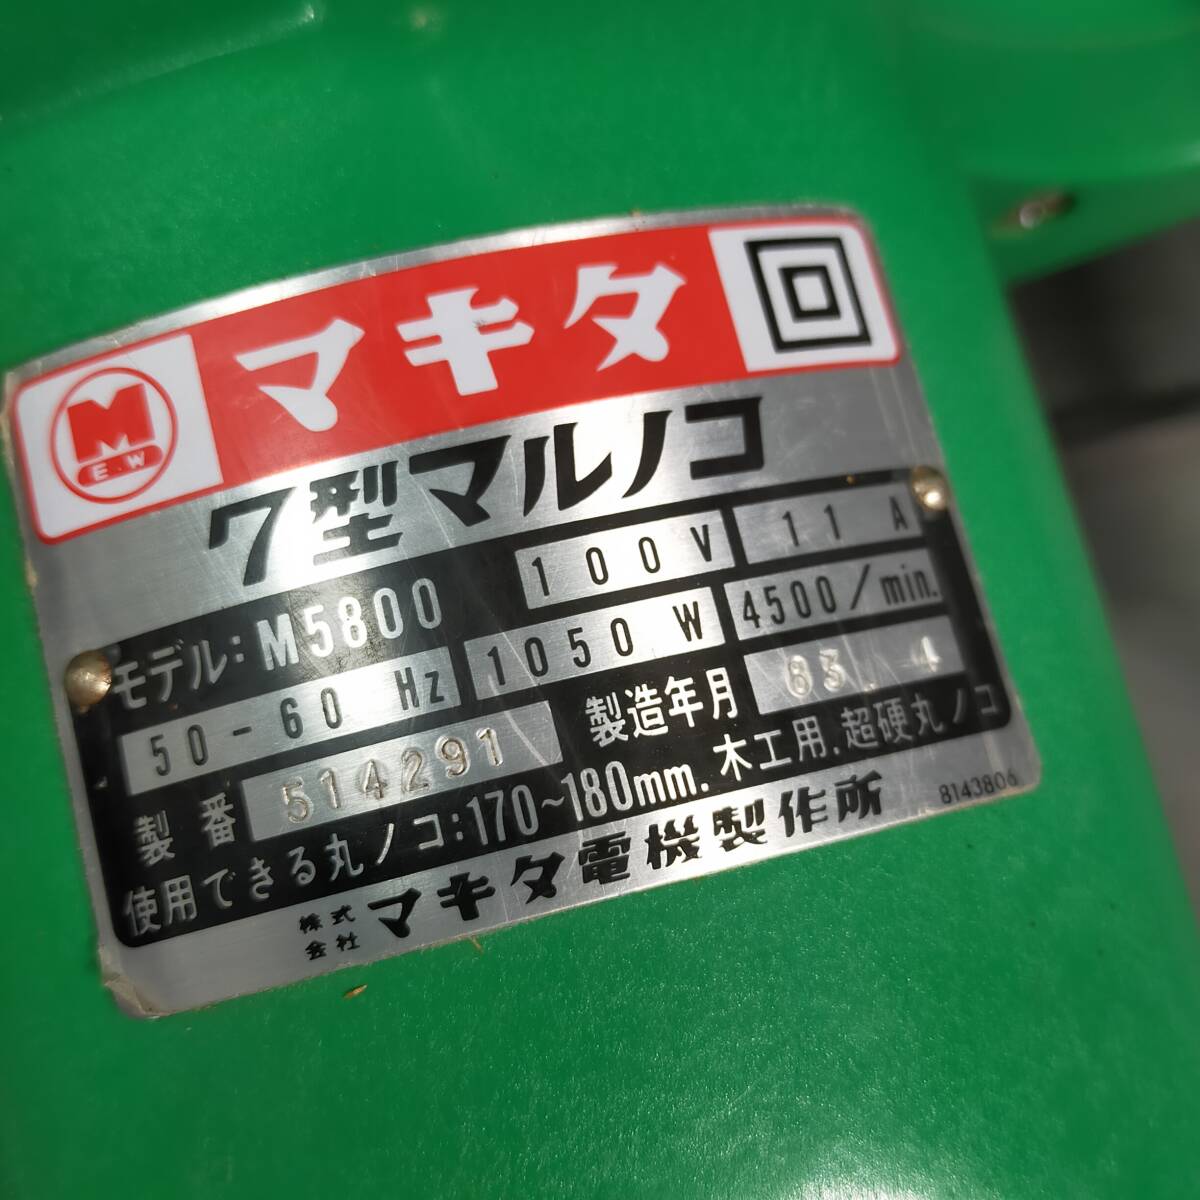 M
E.W
マキタ
7型マルノコ
モデル: M5800 100V 11 A
50-60 Hz 1050 W 4500/min.
製番 514291 製造年月 83.4
使用できる丸ノコ:170~180mm. 木工用.超硬丸ノコ
株式会社 マキタ電機製作所 8143806